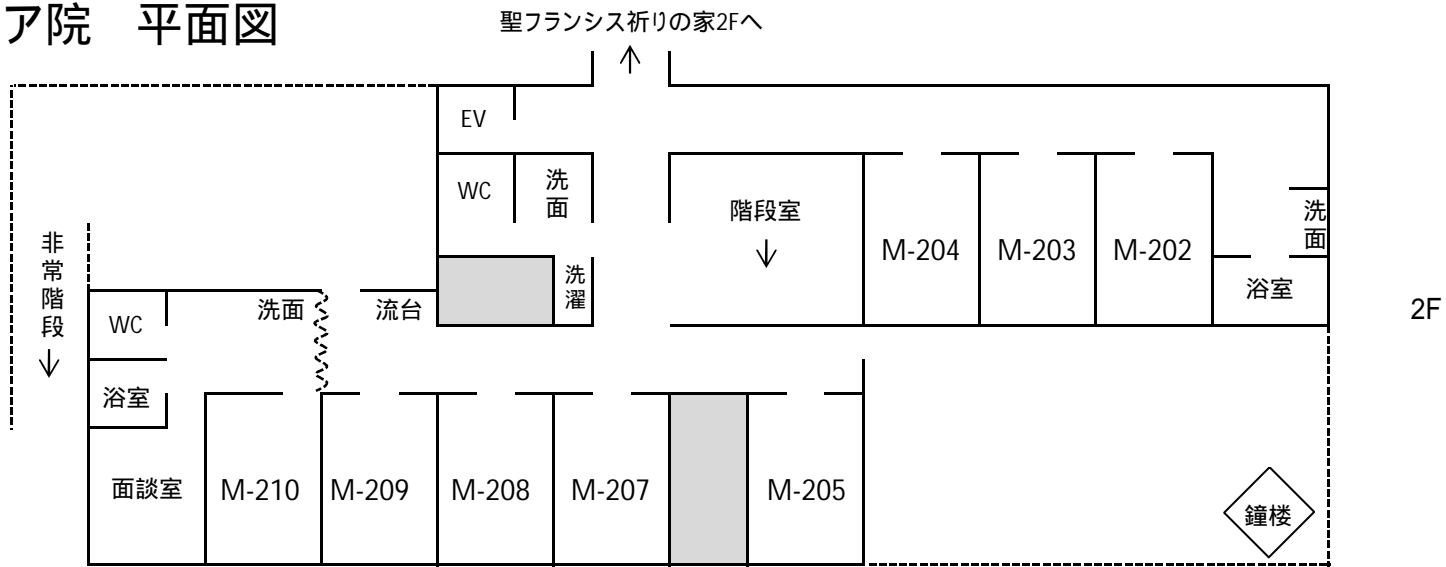 ア院　平面図
聖フランシス祈りの家2Fへ
EV
WC
洗面
階段室
M-204
M-203
M-202
洗面
非常階段
洗濯
浴室
2F
WC
洗面
流台
浴室
面談室
M-210
M-209
M-208
M-207
M-205
鐘楼